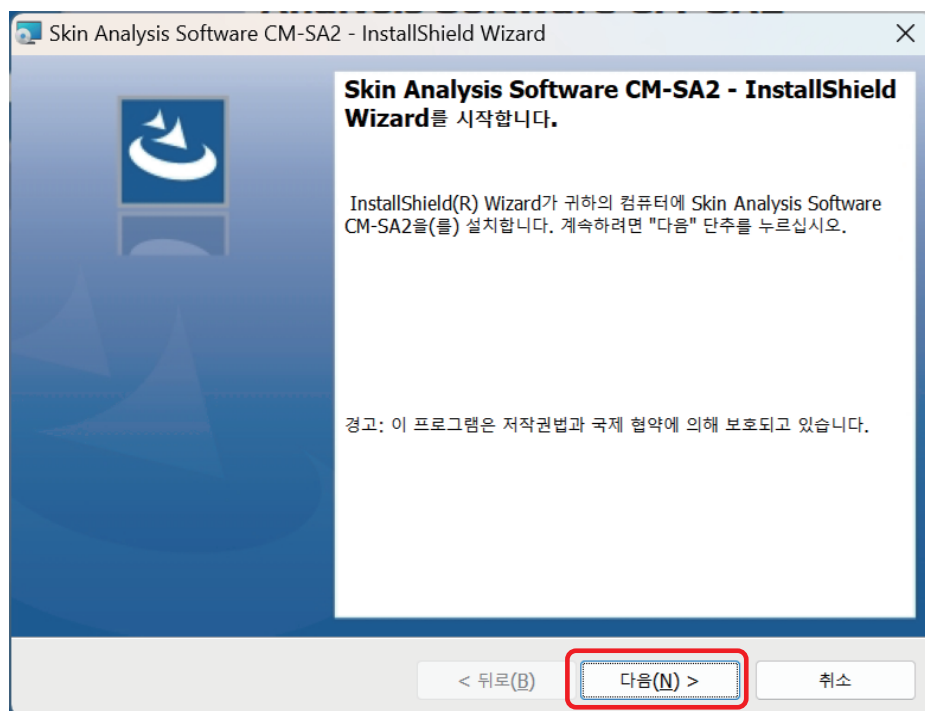 Skin Analysis Software CM-SA2 - InstallShield Wizard
Skin Analysis Software CM-SA2 - InstallShield
Wizard를 시작합니다.
InstallShield(R) Wizard가 귀하의 컴퓨터에 Skin Analysis Software
CM-SA2을(를) 설치합니다. 계속하려면 "다음" 단추를 누르십시오.
경고: 이 프로그램은 저작권법과 국제 협약에 의해 보호되고 있습니다.
< 뒤로(B)
다음(N) >
취소